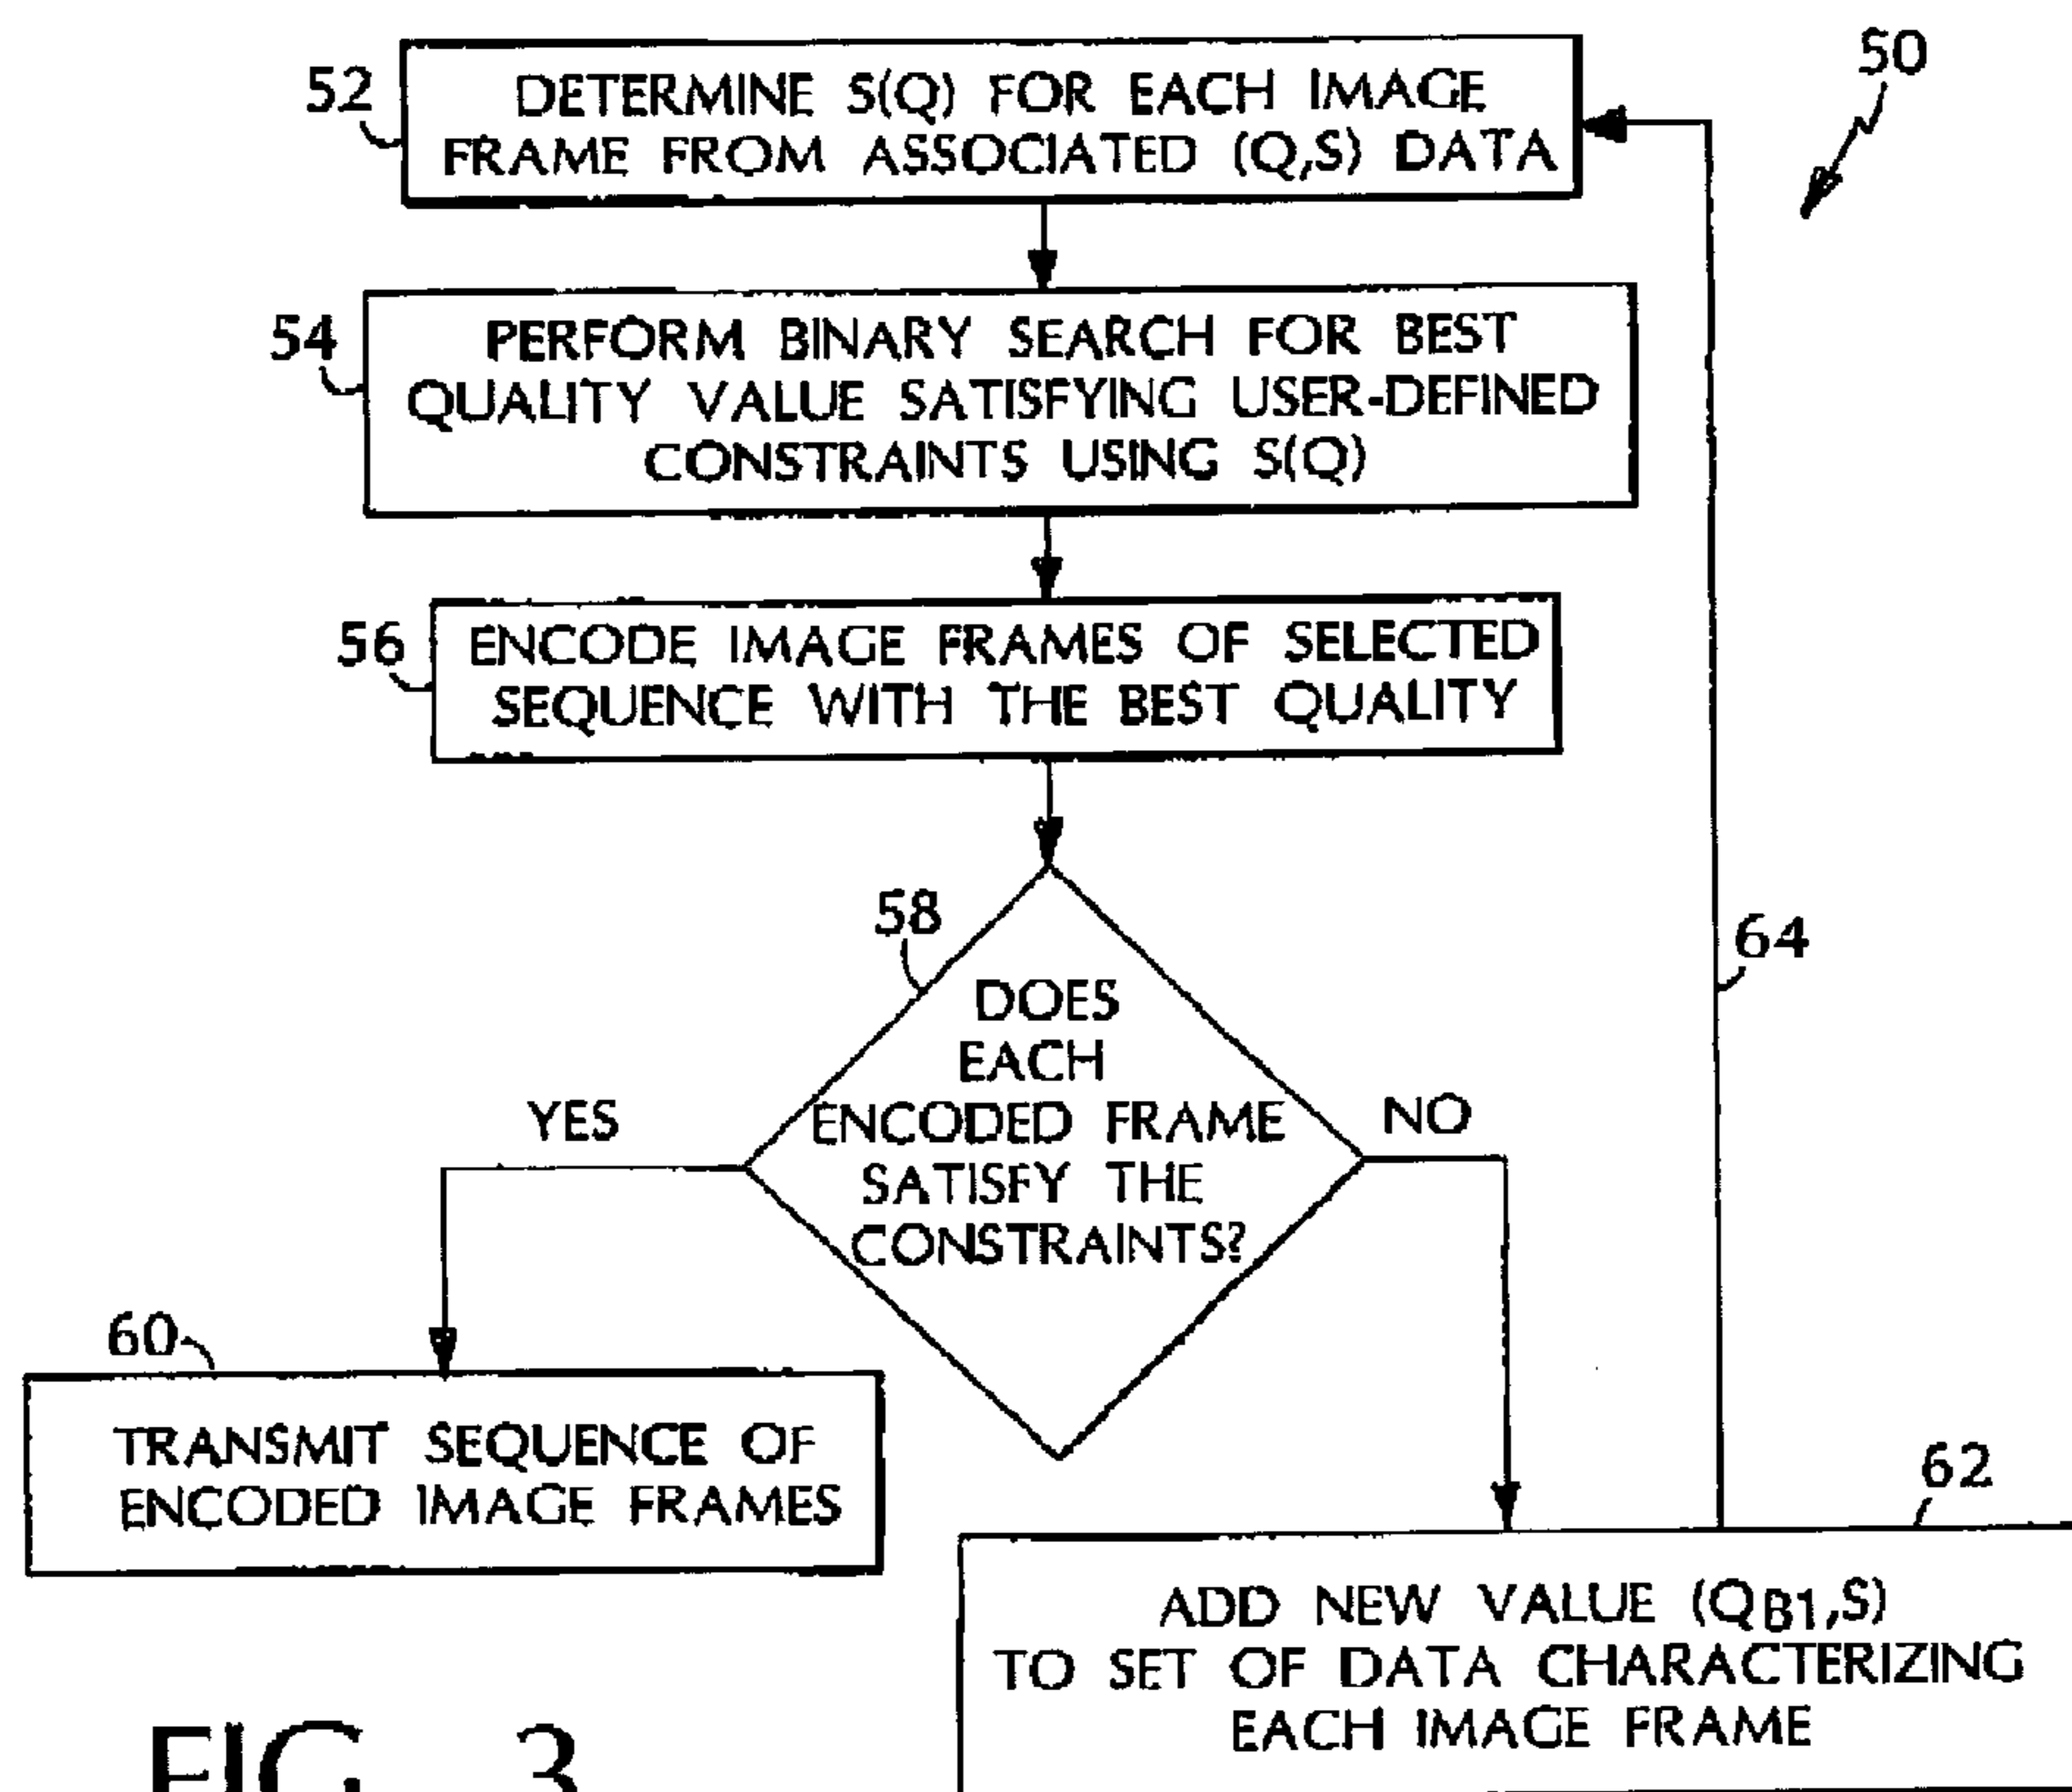 50
52
DETERMINE S(Q) FOR EACH IMAGE
FRAME FROM ASSOCIATED (Q,S) DATA
54
PERFORM BINARY SEARCH FOR BEST
QUALITY VALUE SATISFYING USER-DEFINED
CONSTRAINTS USING S(Q)
56
ENCODE IMAGE FRAMES OF SELECTED
SEQUENCE WITH THE BEST QUALITY
58
DOES
EACH
ENCODED FRAME
SATISFY THE
CONSTRAINTS?
YES
NO
64
60
TRANSMIT SEQUENCE OF
ENCODED IMAGE FRAMES
62
ADD NEW VALUE (QB1,S)
TO SET OF DATA CHARACTERIZING
EACH IMAGE FRAME
FIG. 3